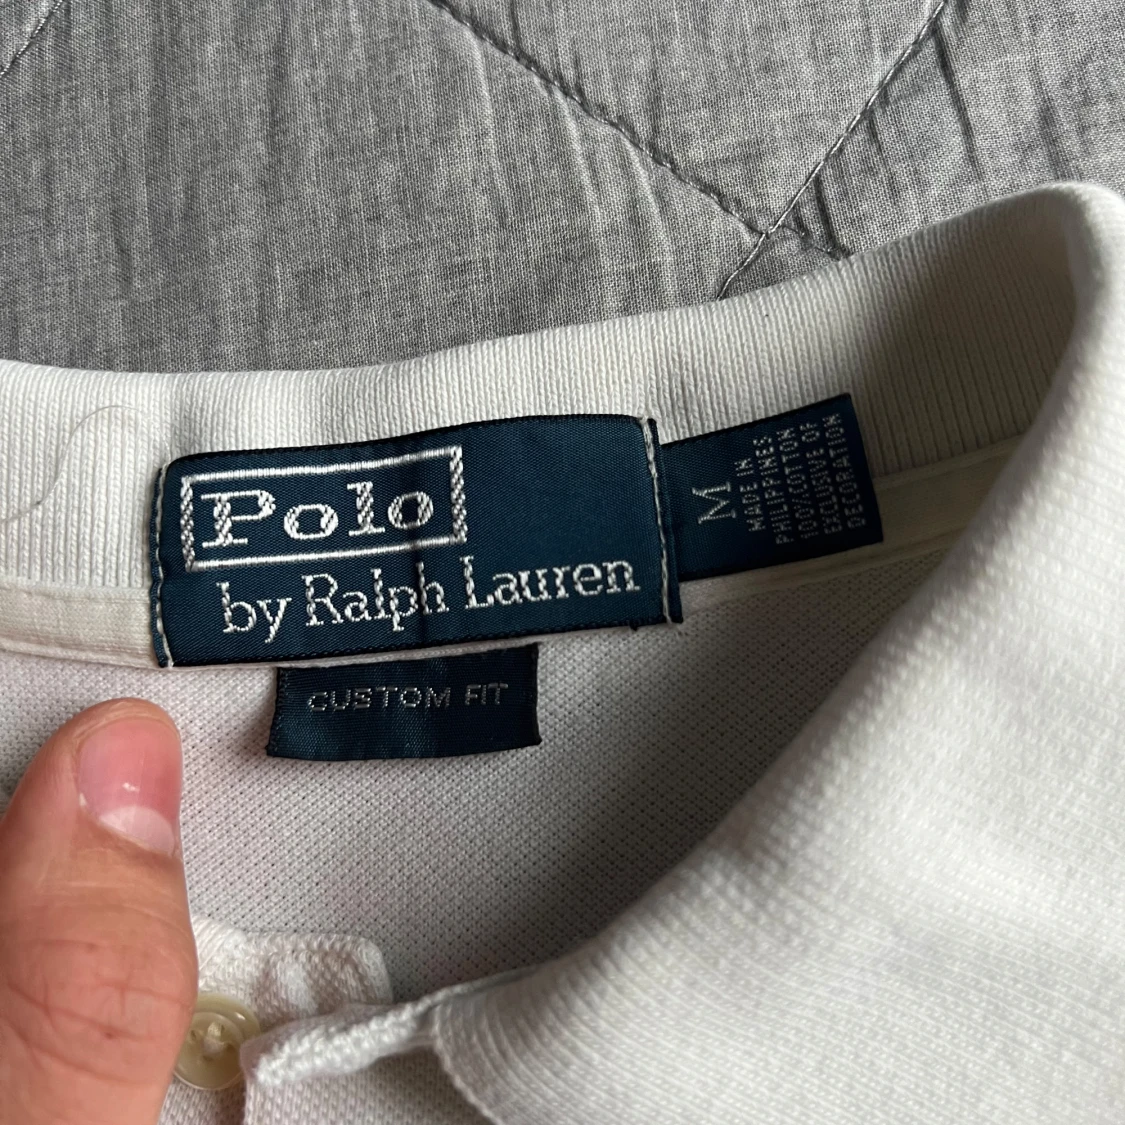 Polo
by Ralph Lauren
CUSTOM FIT
M
MADE IN
PHILIPPINES
100%COTTON
EXCLUSIVE OF
DECORATION